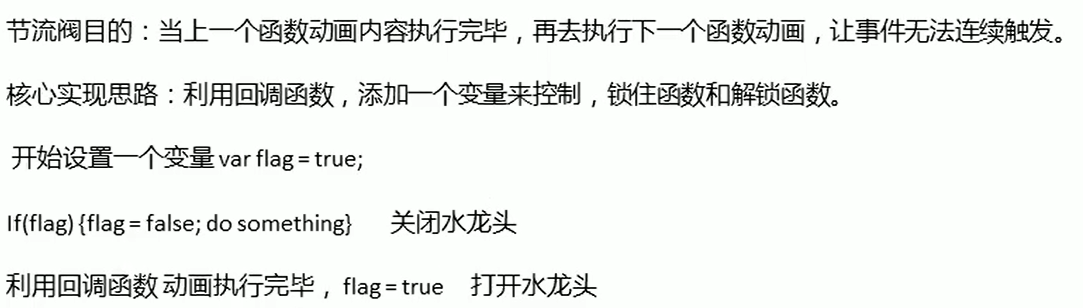 节流阀目的：当上一个函数动画内容执行完毕，再去执行下一个函数动画，让事件无法连续触发。
核心实现思路：利用回调函数，添加一个变量来控制，锁住函数和解锁函数。
开始设置一个变量 var flag = true;
If(flag) {flag = false; do something} 关闭水龙头
利用回调函数 动画执行完毕，flag = true 打开水龙头